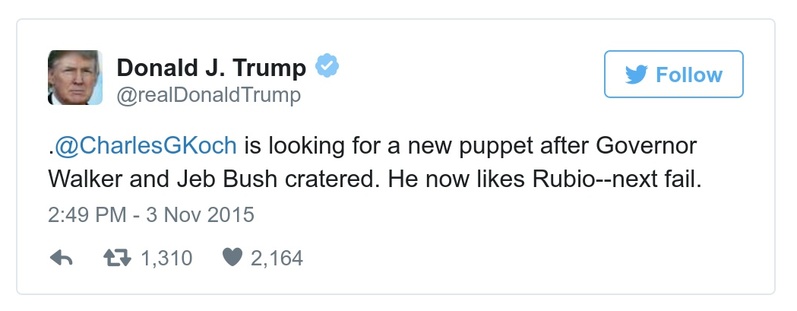 Donald J. Trump
@realDonaldTrump
Follow
.@CharlesGKoch is looking for a new puppet after Governor
Walker and Jeb Bush cratered. He now likes Rubio--next fail.
2:49 PM - 3 Nov 2015
1,310 2,164